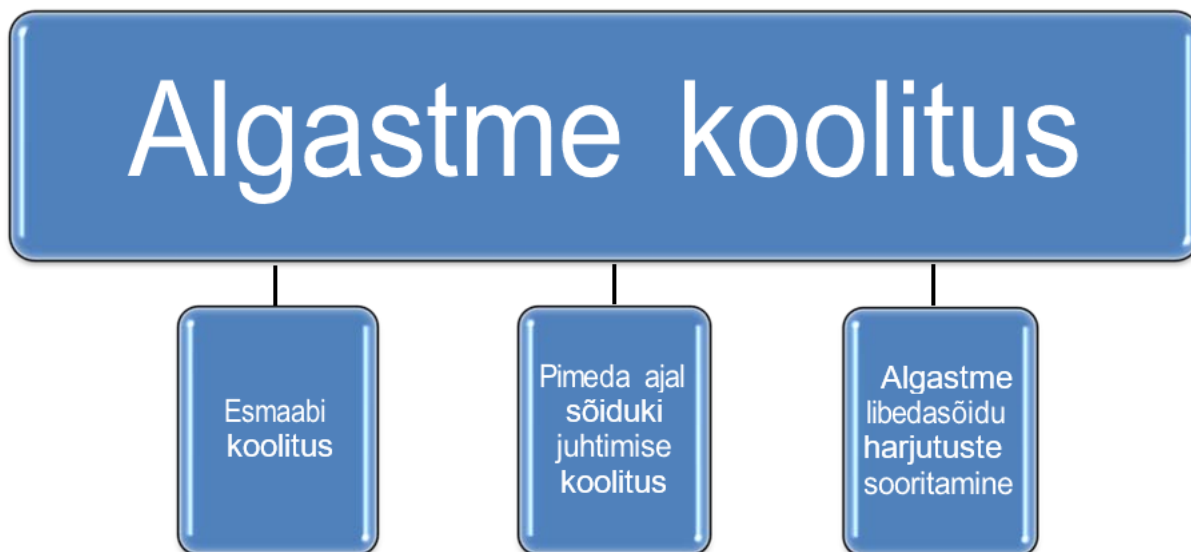 Algastme koolitus
Esmaabi
koolitus
Pimeda ajal
sõiduki
juhtimise
koolitus
Algastme
libedasõidu
harjutuste
sooritamine